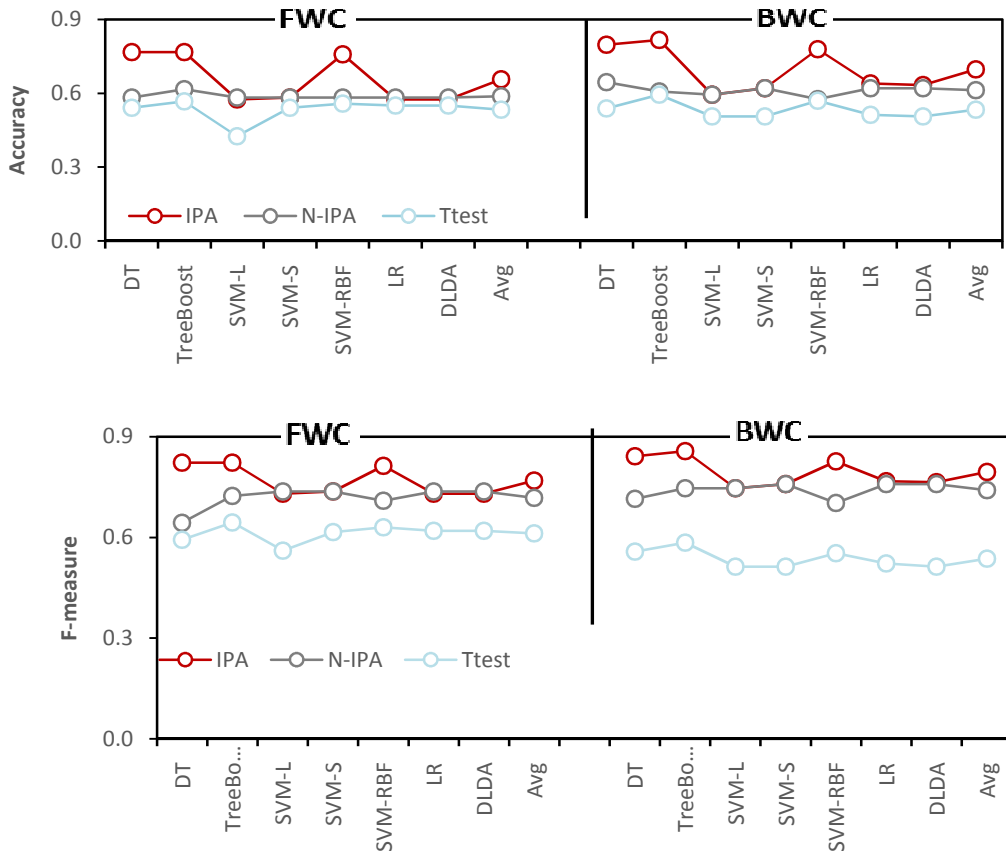 FWC BWC
Accuracy
0.9
0.6
0.3
0.0
IPA N-IPA Ttest
DT TreeBoost SVM-L SVM-S SVM-RBF LR DLDA Avg DT TreeBoost SVM-L SVM-S SVM-RBF LR DLDA Avg
FWC BWC
F-measure
0.9
0.6
0.3
0.0
IPA N-IPA Ttest
DT TreeBo... SVM-L SVM-S SVM-RBF LR DLDA Avg DT TreeBo... SVM-L SVM-S SVM-RBF LR DLDA Avg